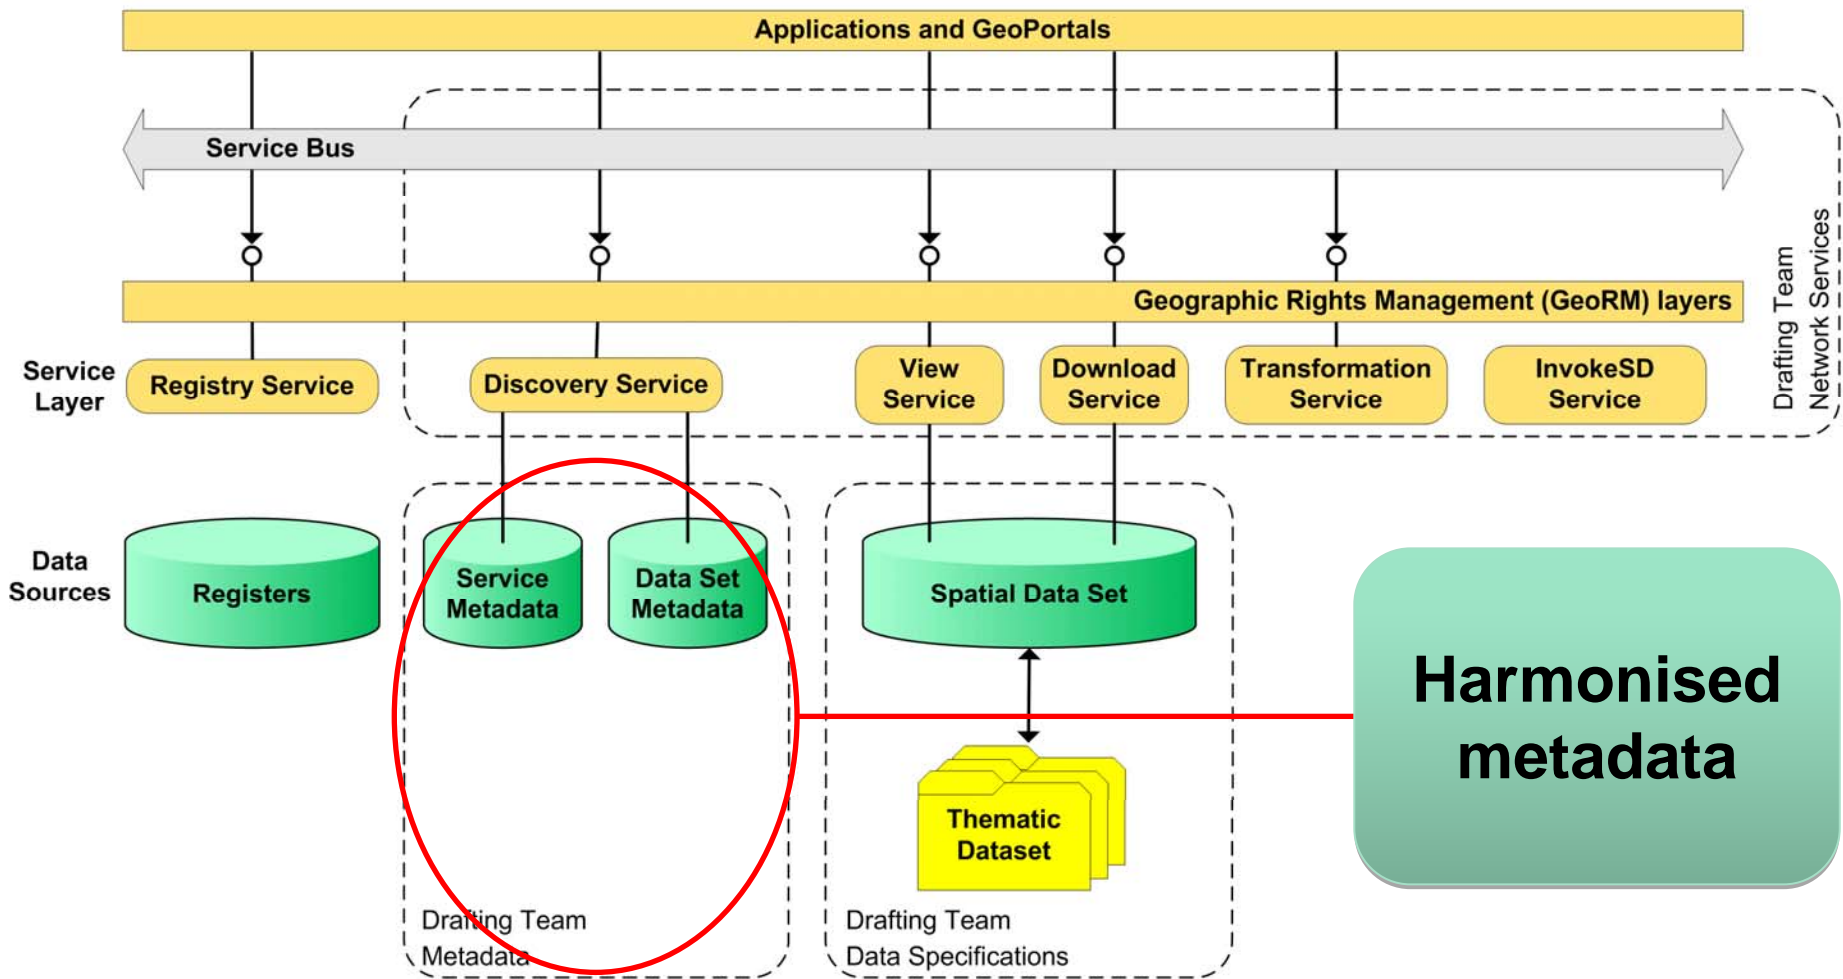 Applications and GeoPortals
Service Bus
Geographic Rights Management (GeoRM) layers
Drafting Team
Network Services
Service
Layer
Registry Service
Discovery Service
View
Service
Download
Service
Transformation
Service
InvokeSD
Service
Data
Sources
Registers
Service
Metadata
Data Set
Metadata
Spatial Data Set
Harmonised
metadata
Thematic
Dataset
Drafting Team
Metadata
Drafting Team
Data Specifications